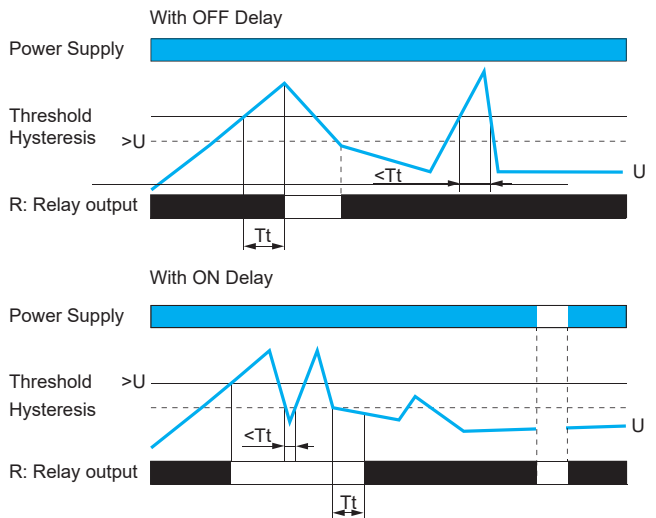 With OFF Delay
Power Supply
Threshold
Hysteresis
>U
U
<Tt
R: Relay output
Tt
With ON Delay
Power Supply
Threshold
>U
Hysteresis
U
<Tt
R: Relay output
Tt